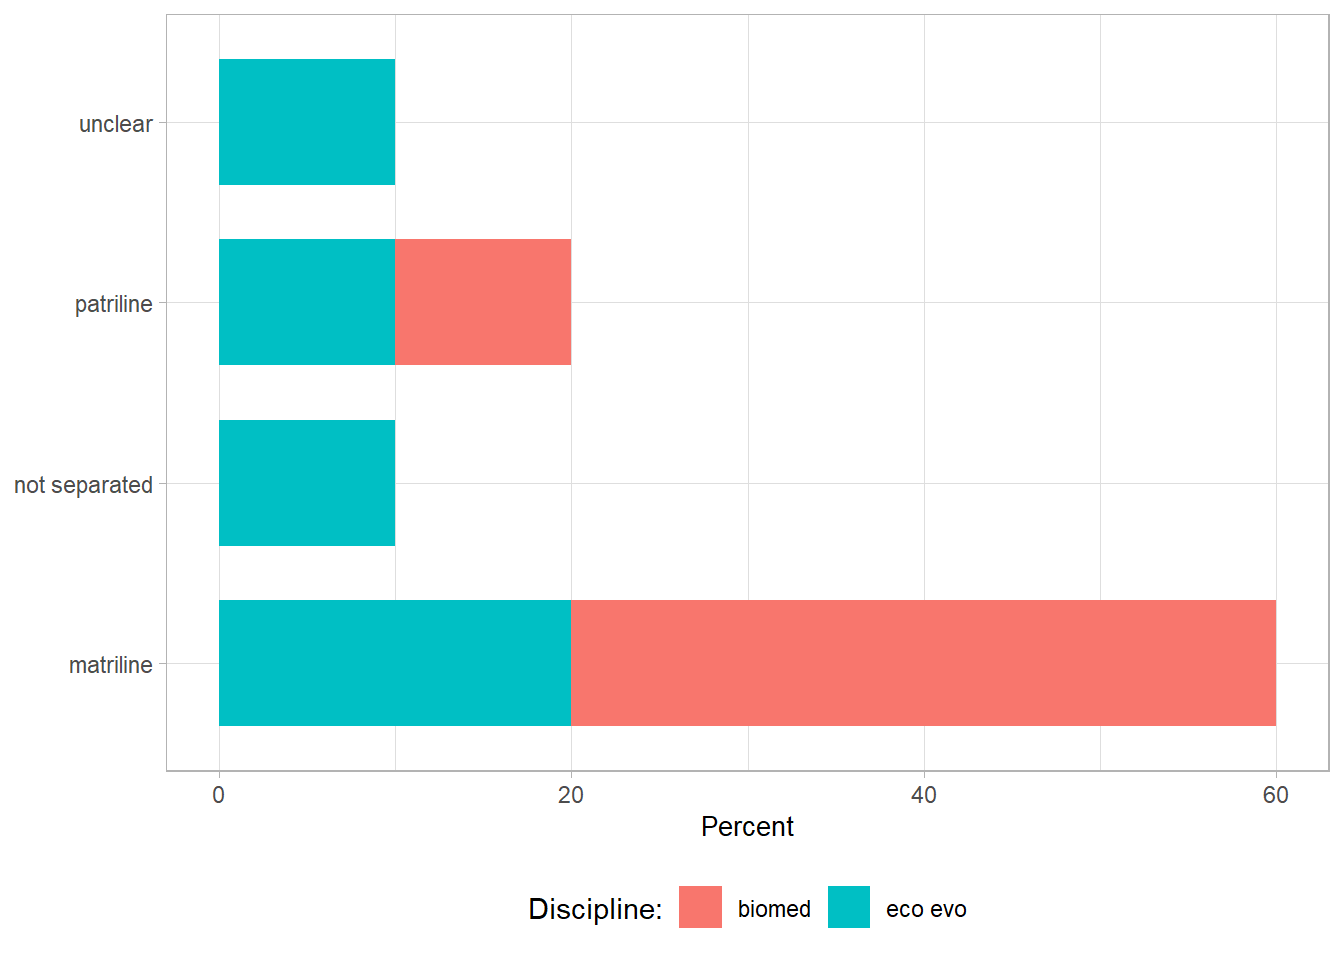 unclear
patriline
not separated
matriline
0 20 40 60
Percent
Discipline: biomed eco evo